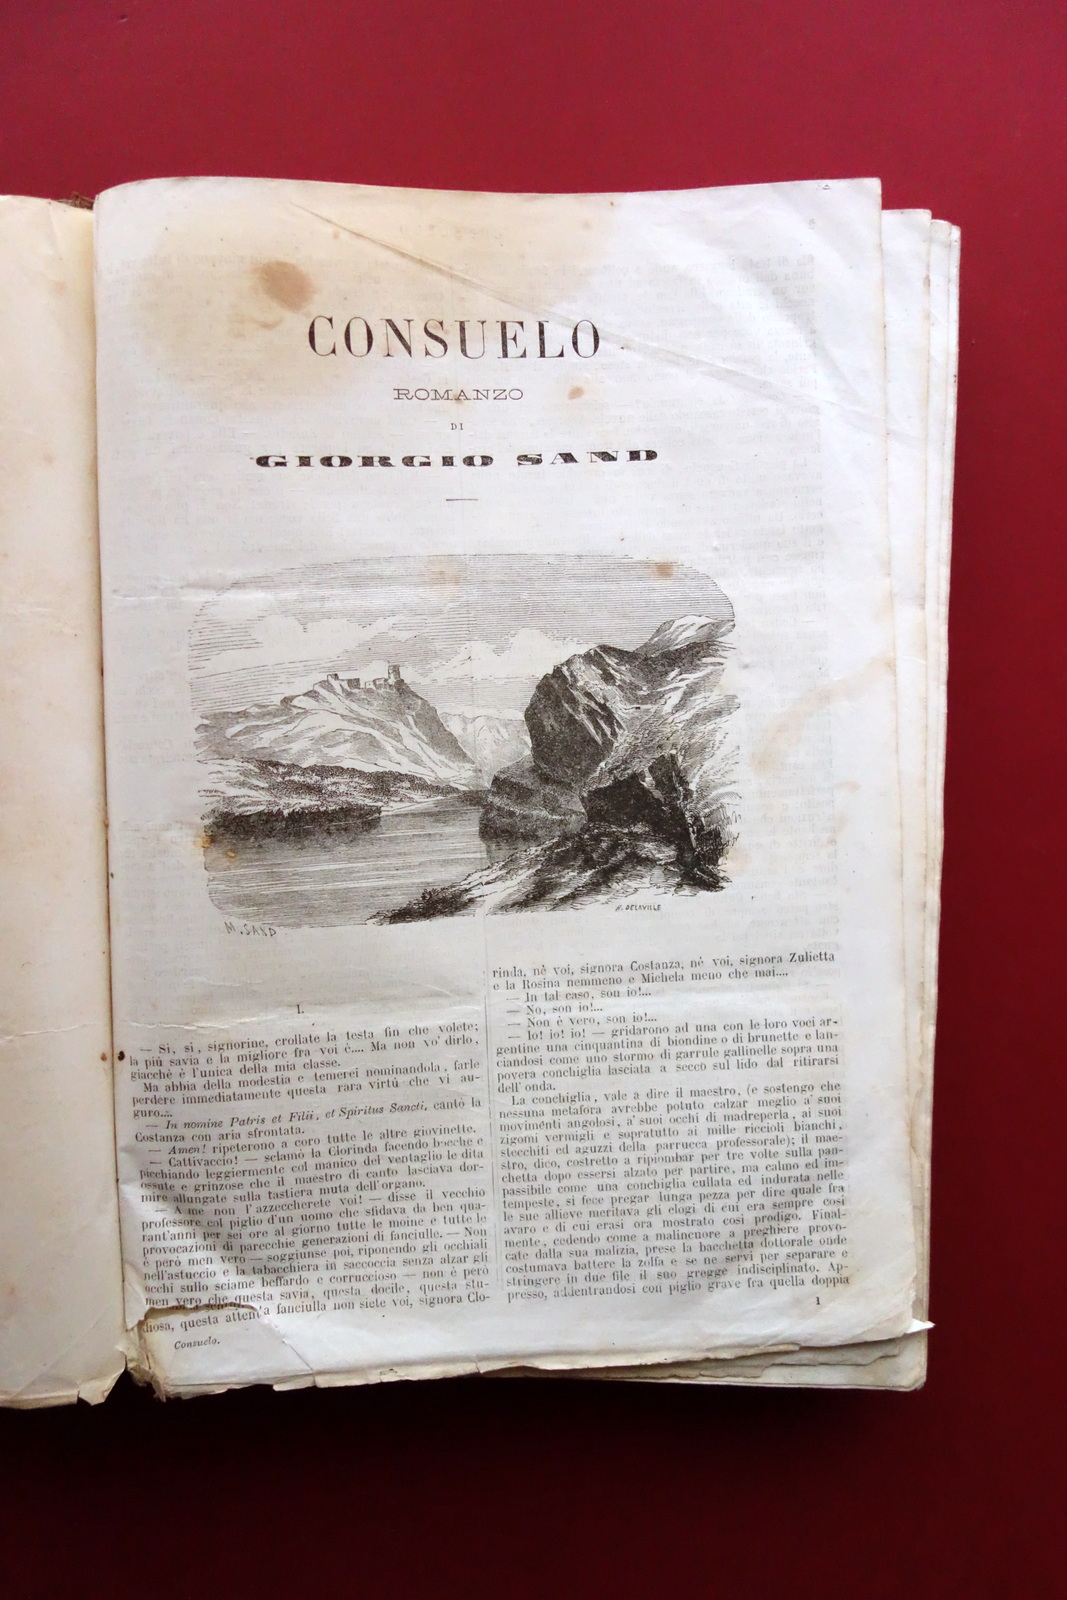 CONSUELO
ROMANZO
DI
GIORGIO SAND
M. SAND
H. DELAVILLE
I.
— Sì, sì, signorine, crollate la testa fin che volete;
la più savia e la migliore fra voi è.... Ma non vo' dirlo,
giacchè è l'unica della mia classe.
Ma abbia della modestia e temerei nominandola, farle
perdere immediatamente questa rara virtù che vi au-
guro....
— In nomine Patris et Filii, et Spiritus Sancti, cantò la
Costanza con aria sfrontata.
— Amen! ripeterono a coro tutte le altre giovinette.
— Cattivaccio! — sclamò la Clorinda facendo bocche e
picchiando leggiermente col manico del ventaglio le dita
ossute e grinzose che il maestro di canto lasciava dor-
mire allungate sulla tastiera muta dell'organo.
— A me non l'azzeccherete voi! — disse il vecchio
professore col piglio d'un uomo che sfidava da ben qua-
rant'anni per sei ore al giorno tutte le moine e tutte le
provocazioni di parecchie generazioni di fanciulle. — Non
è però men vero — soggiunse poi, riponendo gli occhiali
nell'astuccio e la tabacchiera in saccoccia senza alzar gli
occhi sullo sciame beffardo e corruccioso — non è però
men vero che questa savia, questa docile, questa stu-
diosa, questa attenta fanciulla non siete voi, signora Clo-
Consuelo.
rinda, nè voi, signora Costanza, nè voi, signora Zulietta
e la Rosina nemmeno e Michela meno che mai....
— In tal caso, son io!...
— No, son io!...
— Non è vero, son io!...
— Io! io! io! — gridarono ad una con le loro voci ar-
gentine una cinquantina di biondine o di brunette e lan-
ciandosi come uno stormo di garrule gallinelle sopra una
povera conchiglia lasciata a secco sul lido dal ritirarsi
dell'onda.
La conchiglia, vale a dire il maestro, (e sostengo che
nessuna metafora avrebbe potuto calzar meglio a' suoi
movimenti angolosi, a' suoi occhi di madreperla, ai suoi
zigomi vermigli e sopratutto ai mille riccioli bianchi,
stecchiti ed aguzzi della parrucca professorale); il mae-
stro, dico, costretto a ripiombar per tre volte sulla pan-
chetta dopo essersi alzato per partire, ma calmo ed im-
passibile come una conchiglia cullata ed indurata nelle
tempeste, si fece pregar lunga pezza per dire quale fra
le sue allieve meritava gli elogi di cui era sempre così
avaro e di cui erasi ora mostrato così prodigo. Final-
mente, cedendo come a malincuore a preghiere provo-
cate dalla sua malizia, prese la bacchetta dottorale onde
costumava battere la zolfa e se ne servì per separare e
stringere in due file il suo gregge indisciplinato. Ap-
presso, addentrandosi con piglio grave fra quella doppia
1